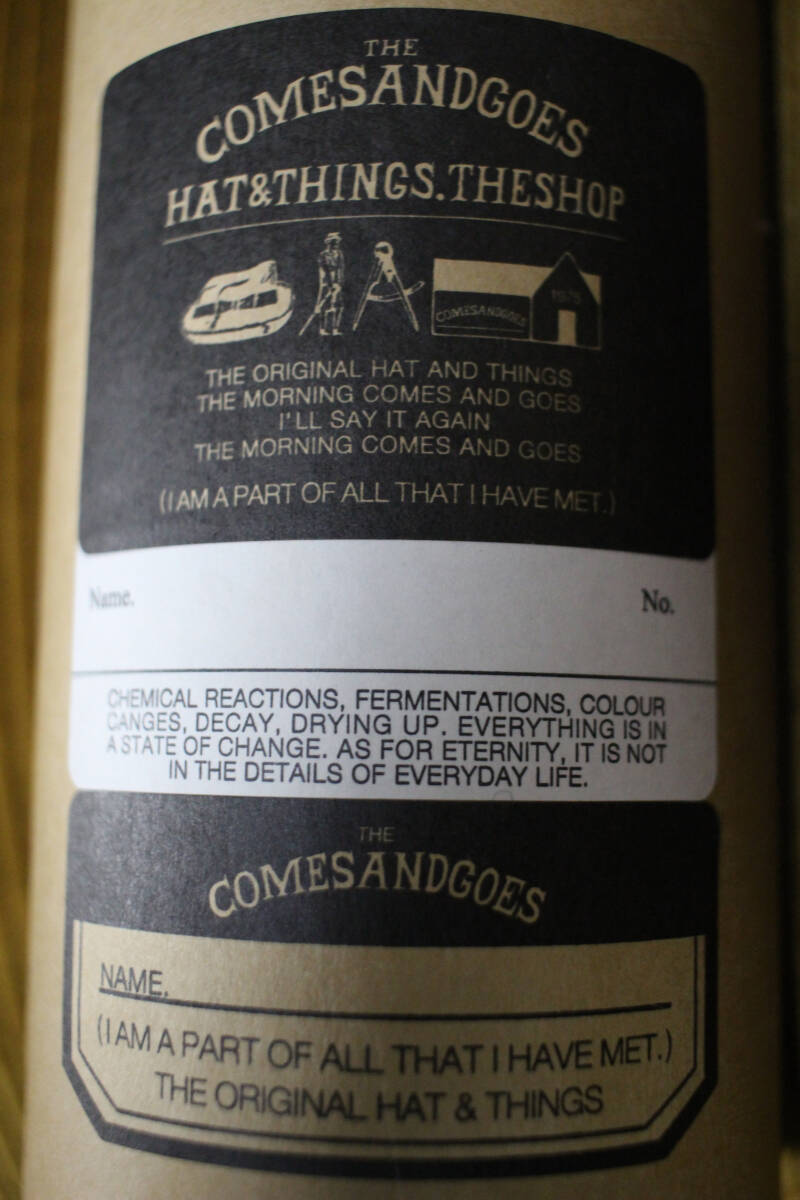 THE
COMESANDGOES
HAT&THINGS.THESHOP
1975
COMESANDGOES
THE ORIGINAL HAT AND THINGS
THE MORNING COMES AND GOES
I'LL SAY IT AGAIN
THE MORNING COMES AND GOES
(I AM A PART OF ALL THAT I HAVE MET.)
Name. No.
CHEMICAL REACTIONS, FERMENTATIONS, COLOUR
CANGES, DECAY, DRYING UP. EVERYTHING IS IN
A STATE OF CHANGE. AS FOR ETERNITY, IT IS NOT
IN THE DETAILS OF EVERYDAY LIFE.
THE
COMESANDGOES
NAME.
(I AM A PART OF ALL THAT I HAVE MET.)
THE ORIGINAL HAT & THINGS